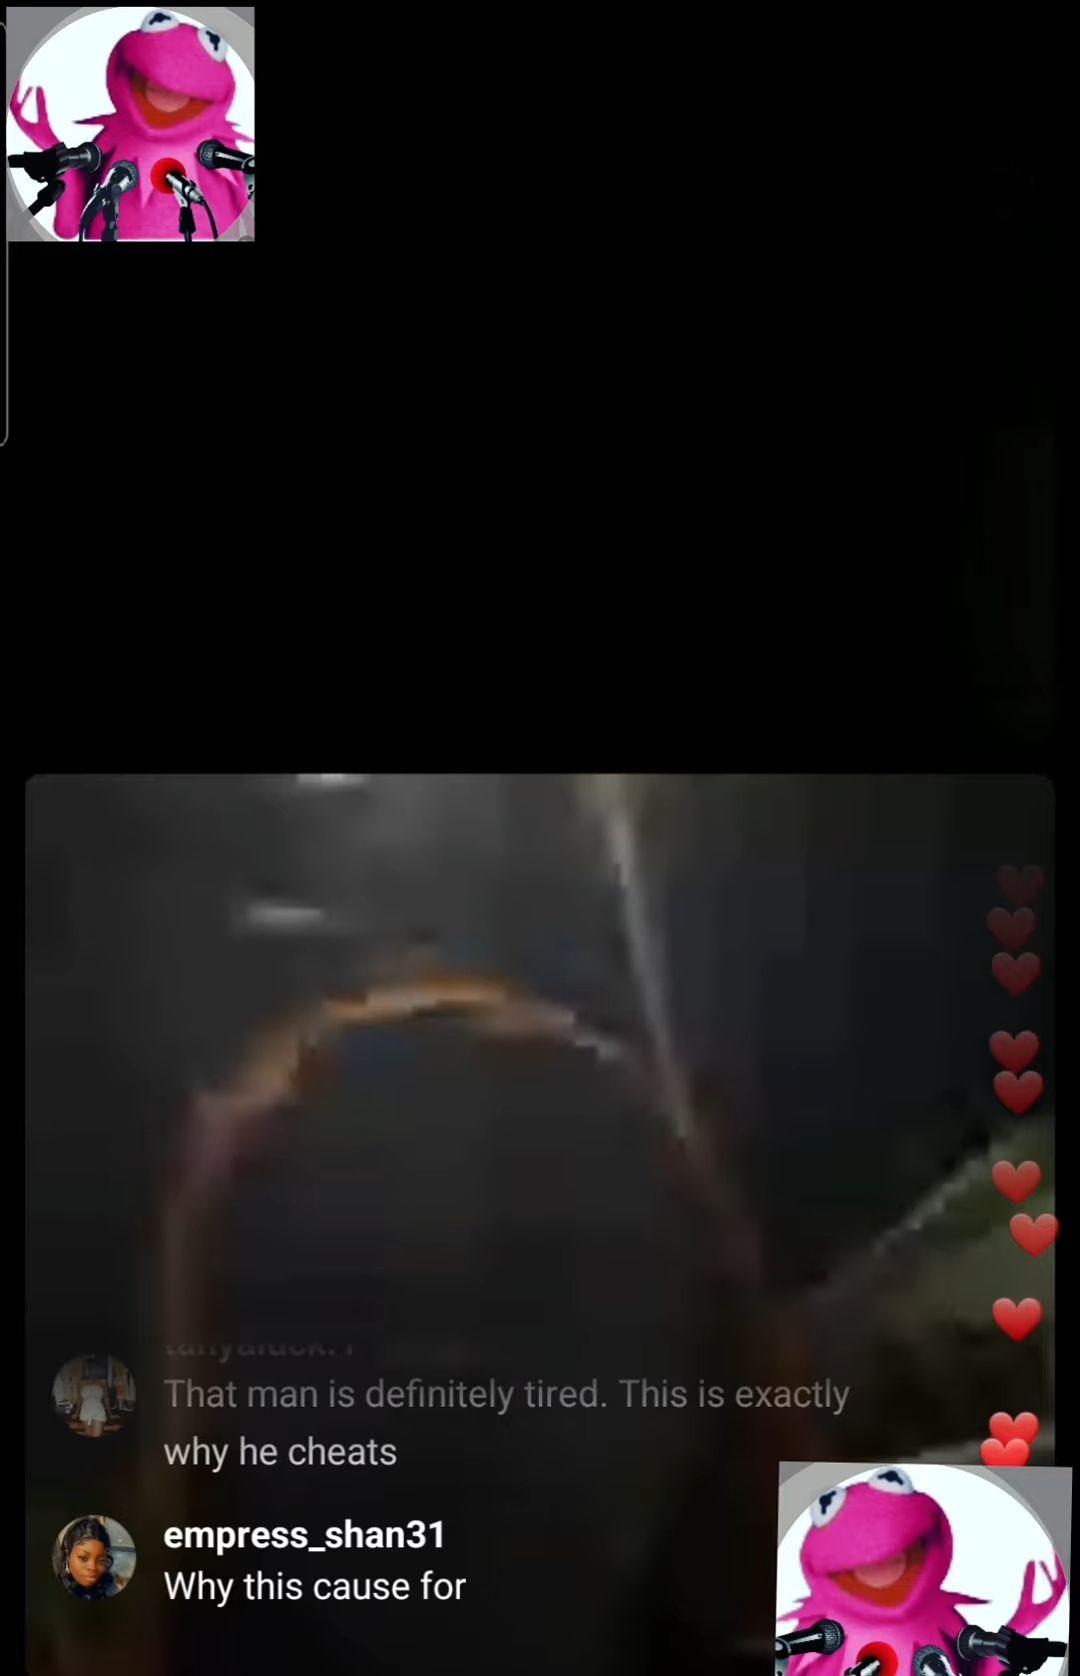 That man is definitely tired. This is exactly
why he cheats
empress_shan31
Why this cause for